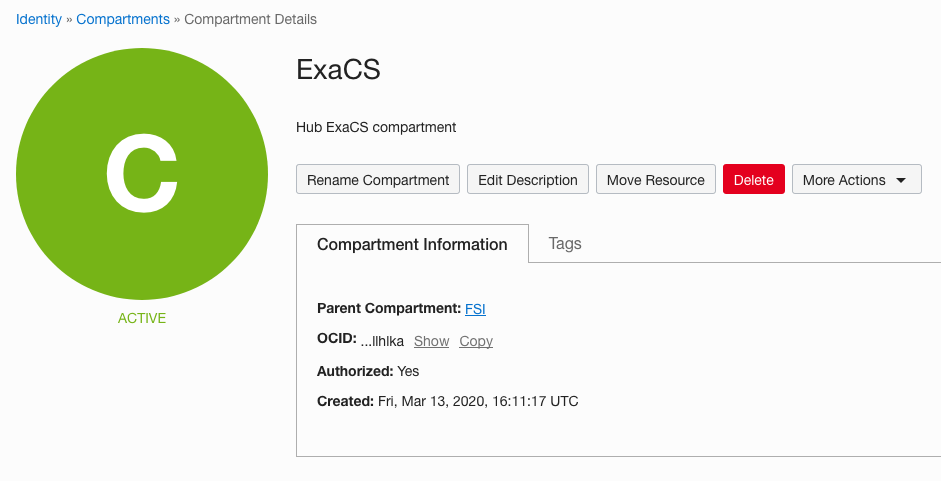 Identity » Compartments » Compartment Details
C
ACTIVE
ExaCS
Hub ExaCS compartment
Rename Compartment Edit Description Move Resource Delete More Actions
Compartment Information Tags
Parent Compartment: FSI
OCID: ...llhlka Show Copy
Authorized: Yes
Created: Fri, Mar 13, 2020, 16:11:17 UTC